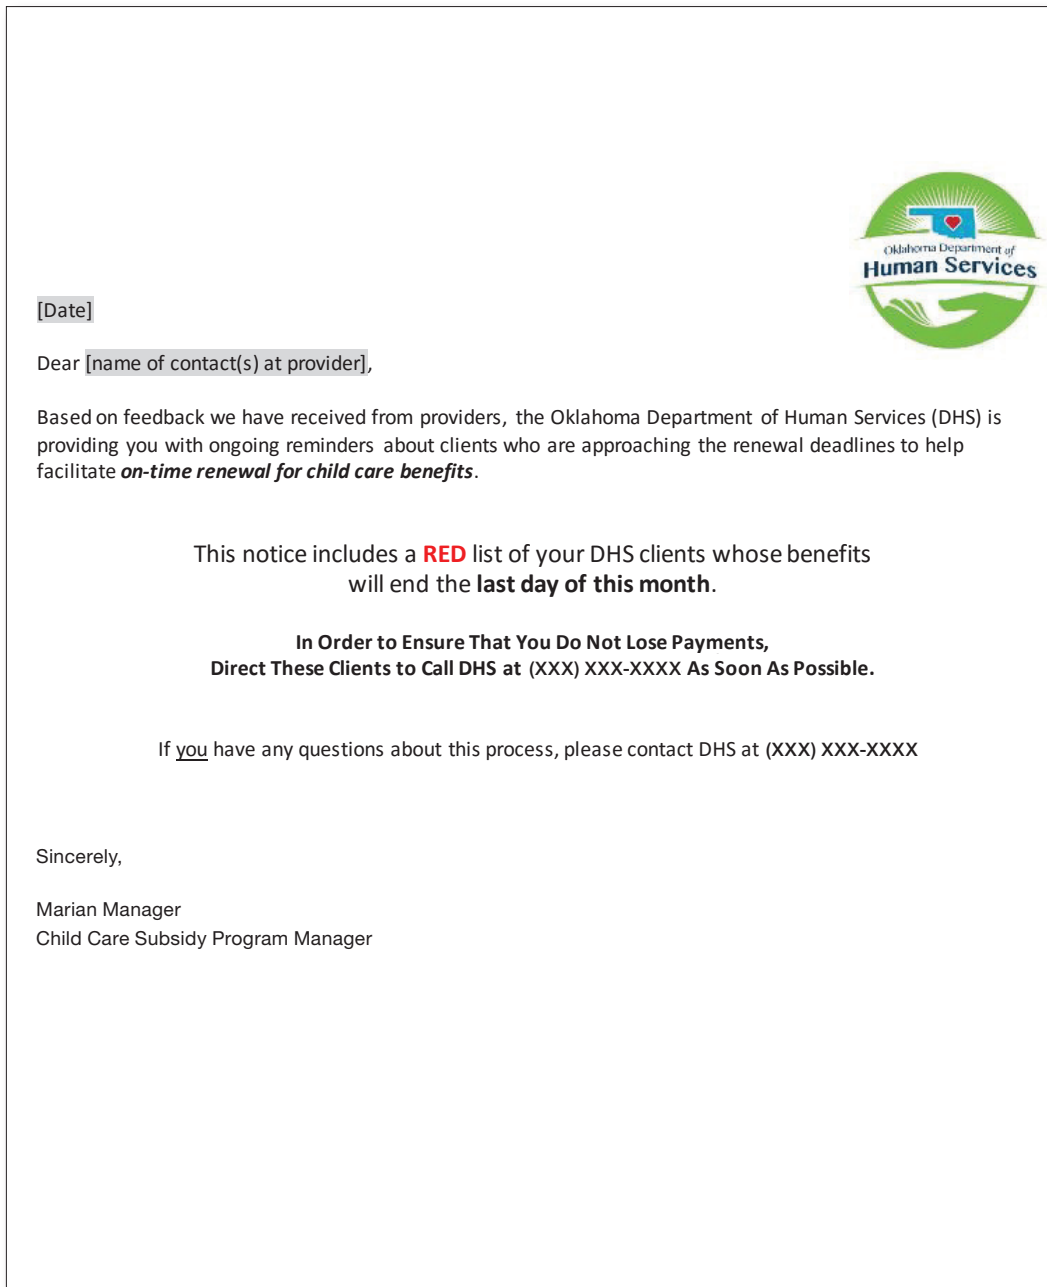 Oklahoma Department of
Human Services
[Date]
Dear [name of contact(s) at provider],
Based on feedback we have received from providers, the Oklahoma Department of Human Services (DHS) is
providing you with ongoing reminders about clients who are approaching the renewal deadlines to help
facilitate on-time renewal for child care benefits.
This notice includes a RED list of your DHS clients whose benefits
will end the last day of this month.
In Order to Ensure That You Do Not Lose Payments,
Direct These Clients to Call DHS at (XXX) XXX-XXXX As Soon As Possible.
If you have any questions about this process, please contact DHS at (XXX) XXX-XXXX
Sincerely,
Marian Manager
Child Care Subsidy Program Manager